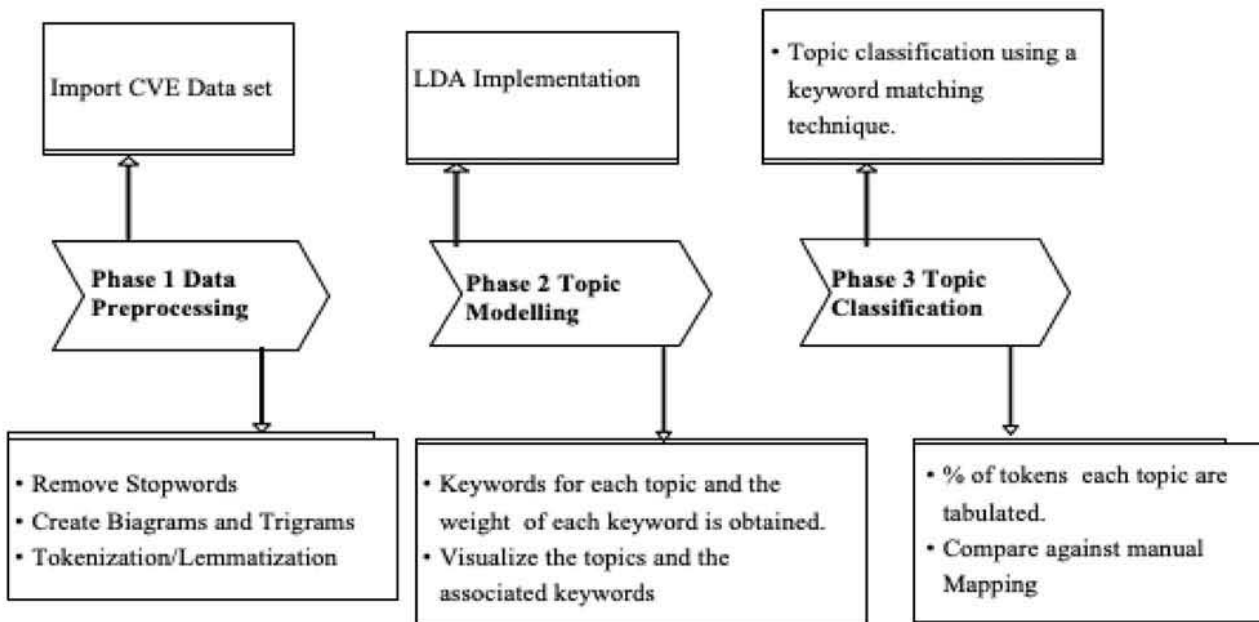 Import CVE Data set
LDA Implementation
• Topic classification using a
keyword matching
technique.
Phase 1 Data
Preprocessing
Phase 2 Topic
Modelling
Phase 3 Topic
Classification
• Remove Stopwords
• Create Biagrams and Trigrams
• Tokenization/Lemmatization
• Keywords for each topic and the
weight of each keyword is obtained.
• Visualize the topics and the
associated keywords
• % of tokens each topic are
tabulated.
• Compare against manual
Mapping